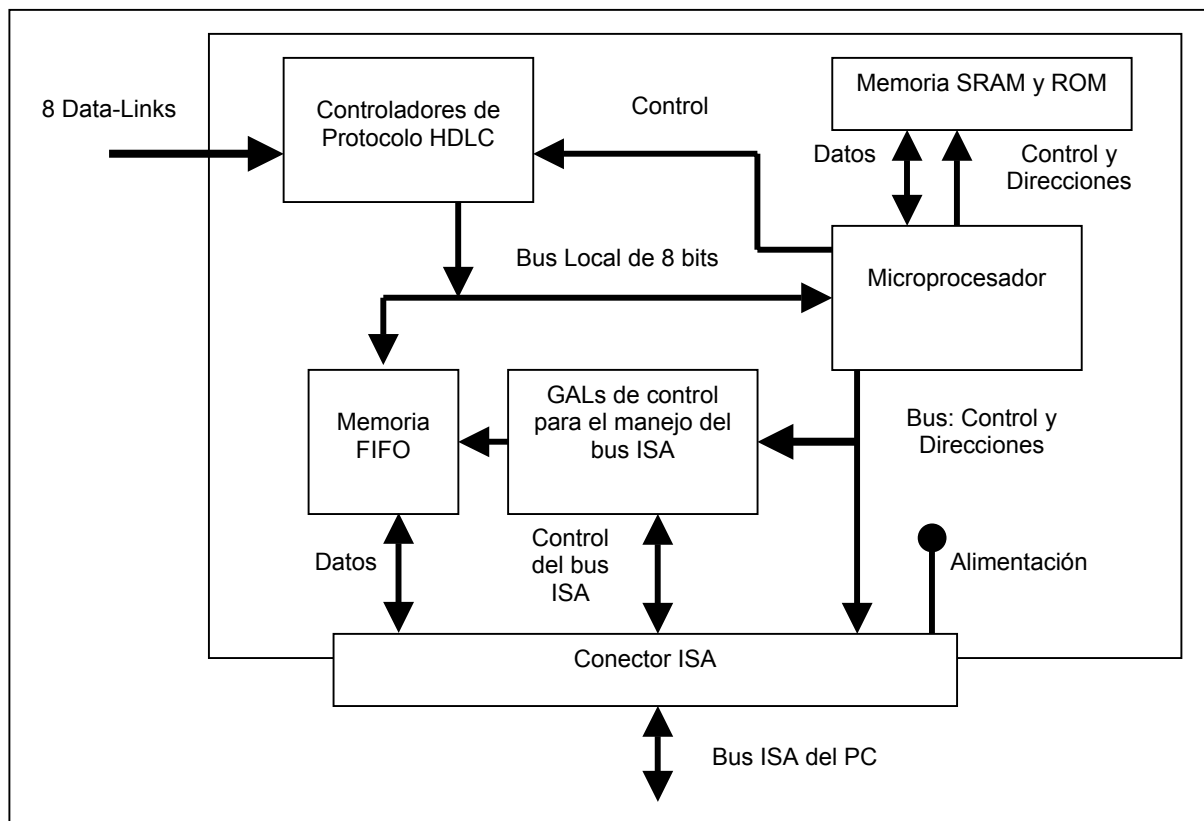 8 Data-Links
Controladores de
Protocolo HDLC
Control
Memoria SRAM y ROM
Datos
Control y
Direcciones
Bus Local de 8 bits
Microprocesador
Memoria
FIFO
GALs de control
para el manejo del
bus ISA
Bus: Control y
Direcciones
Datos
Control
del bus
ISA
Alimentación
Conector ISA
Bus ISA del PC